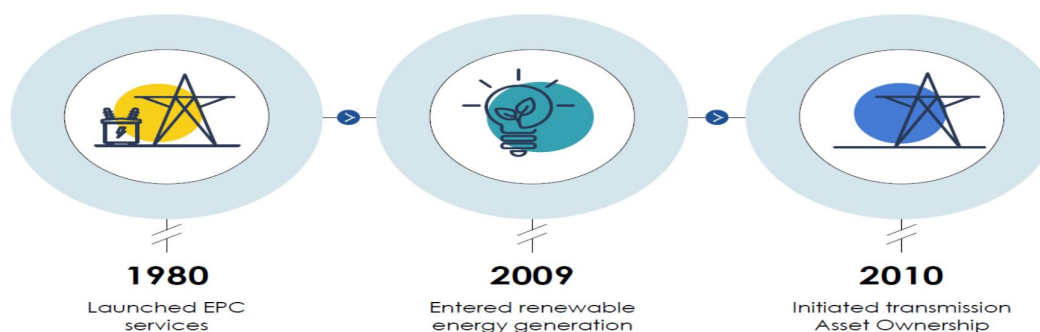 1980
Launched EPC
services
2009
Entered renewable
energy generation
2010
Initiated transmission
Asset Ownership